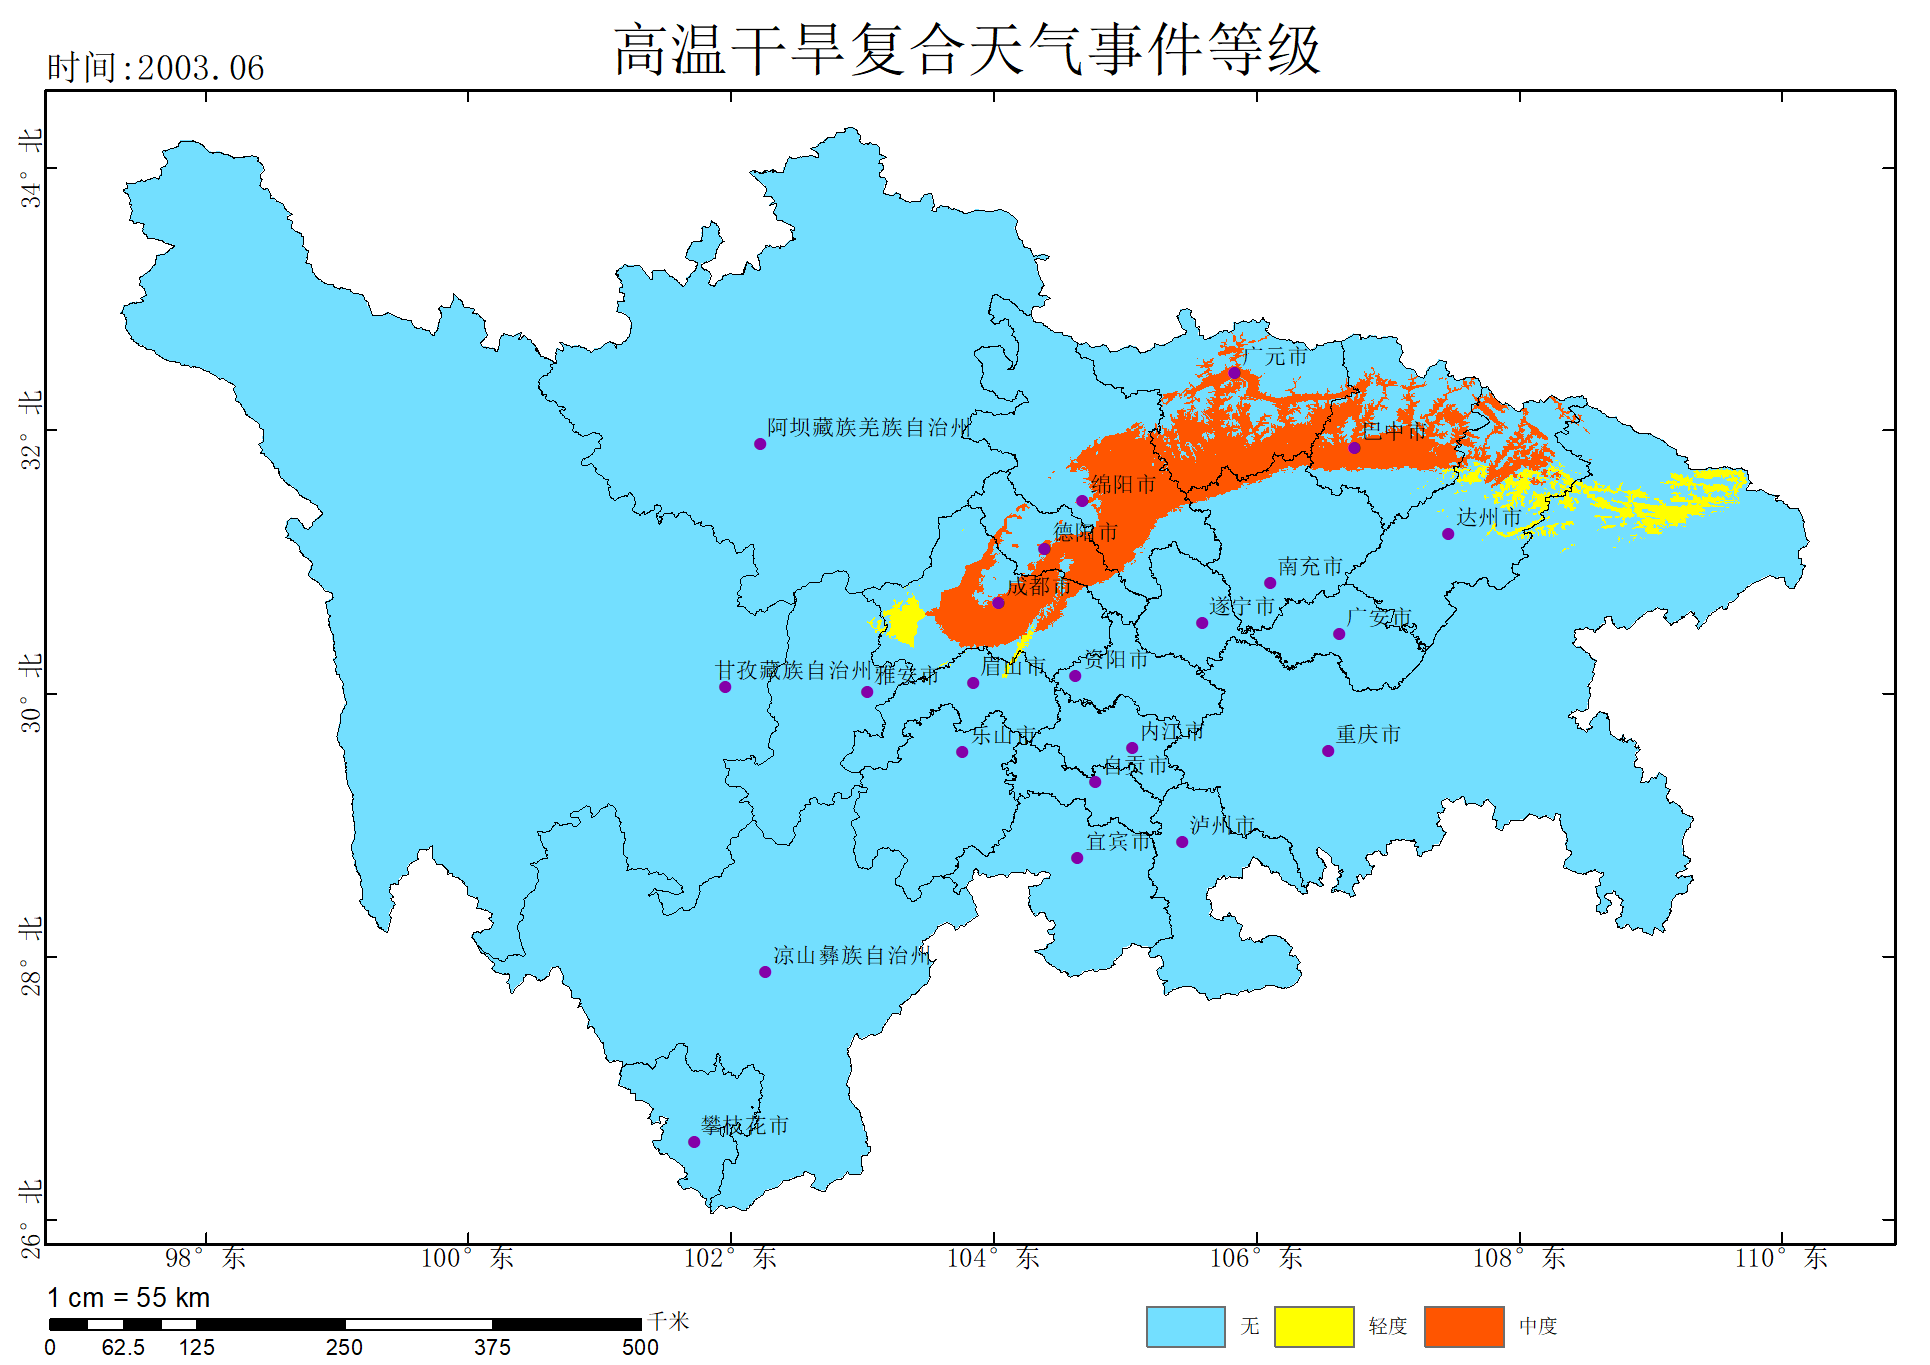 高温干旱复合天气事件等级
时间:2003.06
34° 北
32° 北
30° 北
28° 北
26° 北
广元市
阿坝藏族羌族自治州
巴中市
绵阳市
达州市
德阳市
南充市
成都市
遂宁市
广安市
甘孜藏族自治州
雅安市
眉山市
资阳市
乐山市
内江市
重庆市
自贡市
泸州市
宜宾市
凉山彝族自治州
攀枝花市
98° 东
100° 东
102° 东
104° 东
106° 东
108° 东
110° 东
1 cm = 55 km
千米
0 62.5 125 250 375 500
无 轻度 中度